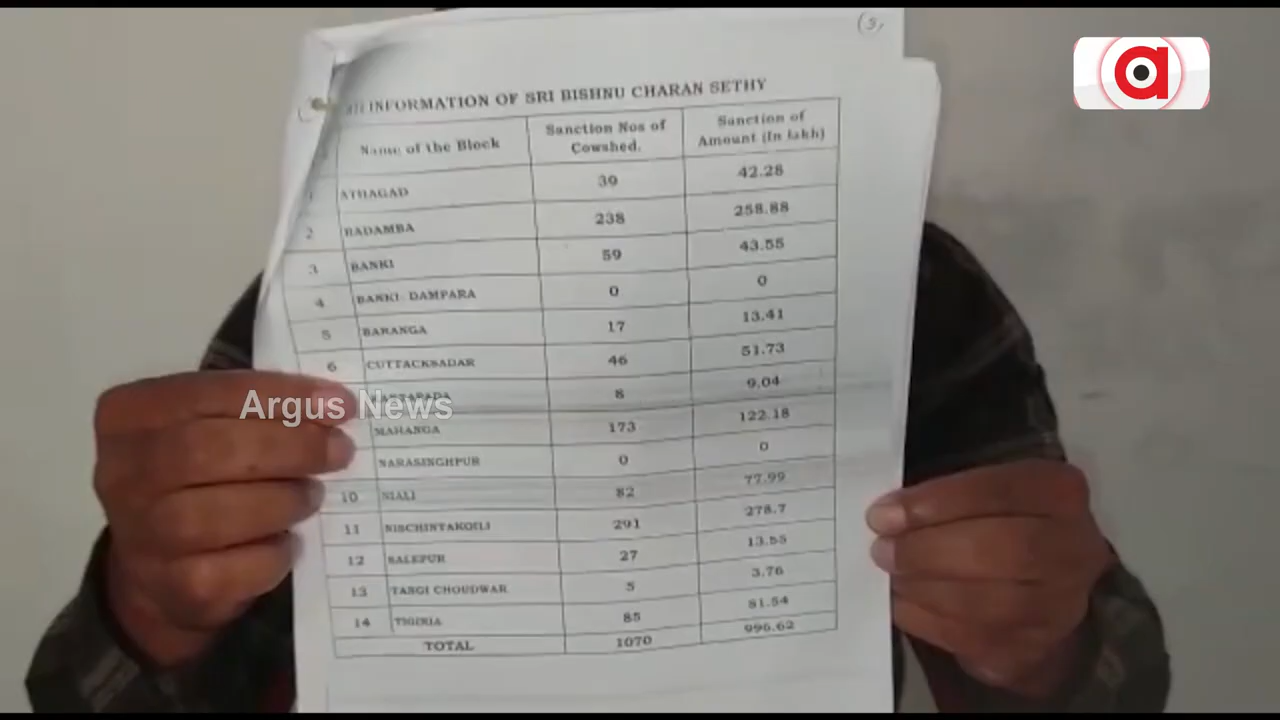 (3)
INFORMATION OF SRI BISHNU CHARAN SETHY
Name of the Block Sanction Nos of Cowshed. Sanction of Amount (In lakh)
1 ATHAGAD 39 42.28
2 BADAMBA 238 258.88
3 BANKI 59 43.55
4 BANKI DAMPARA 0 0
5 BARANGA 17 13.41
6 CUTTACKSADAR 46 51.73
8 9.04
MAHANGA 173 122.18
NARASINGHPUR 0 0
10 NIALI 82 77.99
11 NISCHINTAKOILI 291 278.7
12 SALEPUR 27 13.55
13 TANGI CHOUDWAR 5 3.76
14 TIGIRIA 85 81.54
TOTAL 1070 996.62
Argus News
a